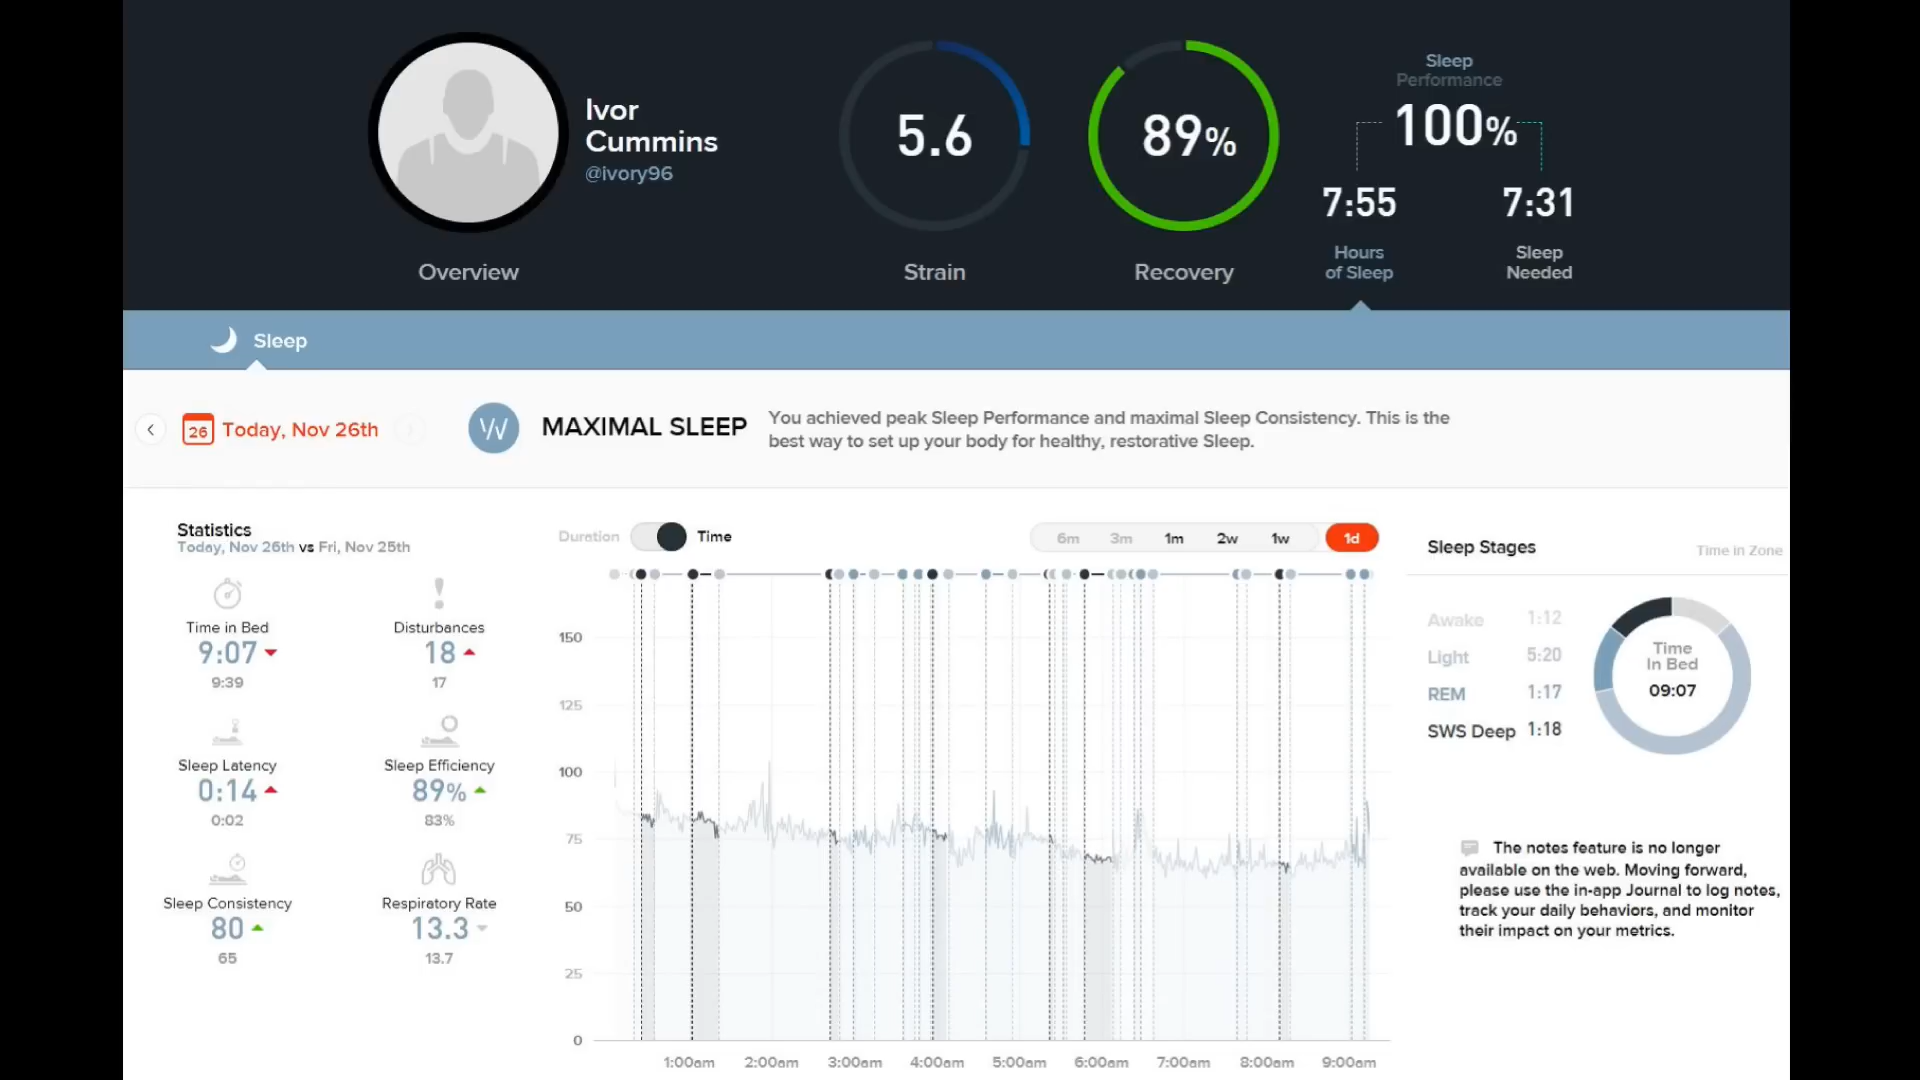 Ivor
Cummins
@ivory96
Overview
5.6
Strain
89%
Recovery
Sleep
Performance
100%
7:55
Hours
of Sleep
7:31
Sleep
Needed
Sleep
26
Today, Nov 26th
W
MAXIMAL SLEEP
You achieved peak Sleep Performance and maximal Sleep Consistency. This is the
best way to set up your body for healthy, restorative Sleep.
Statistics
Today, Nov 26th vs Fri, Nov 25th
Time in Bed
9:07
9:39
Disturbances
18
17
Sleep Latency
0:14
0:02
Sleep Efficiency
89%
83%
Sleep Consistency
80
65
Respiratory Rate
13.3
13.7
Duration
Time
6m
3m
1m
2w
1w
1d
150
125
100
75
50
25
0
1:00am
2:00am
3:00am
4:00am
5:00am
6:00am
7:00am
8:00am
9:00am
Sleep Stages
Time in Zone
Awake 1:12
Light 5:20
REM 1:17
SWS Deep 1:18
Time
In Bed
09:07
The notes feature is no longer
available on the web. Moving forward,
please use the in-app Journal to log notes,
track your daily behaviors, and monitor
their impact on your metrics.